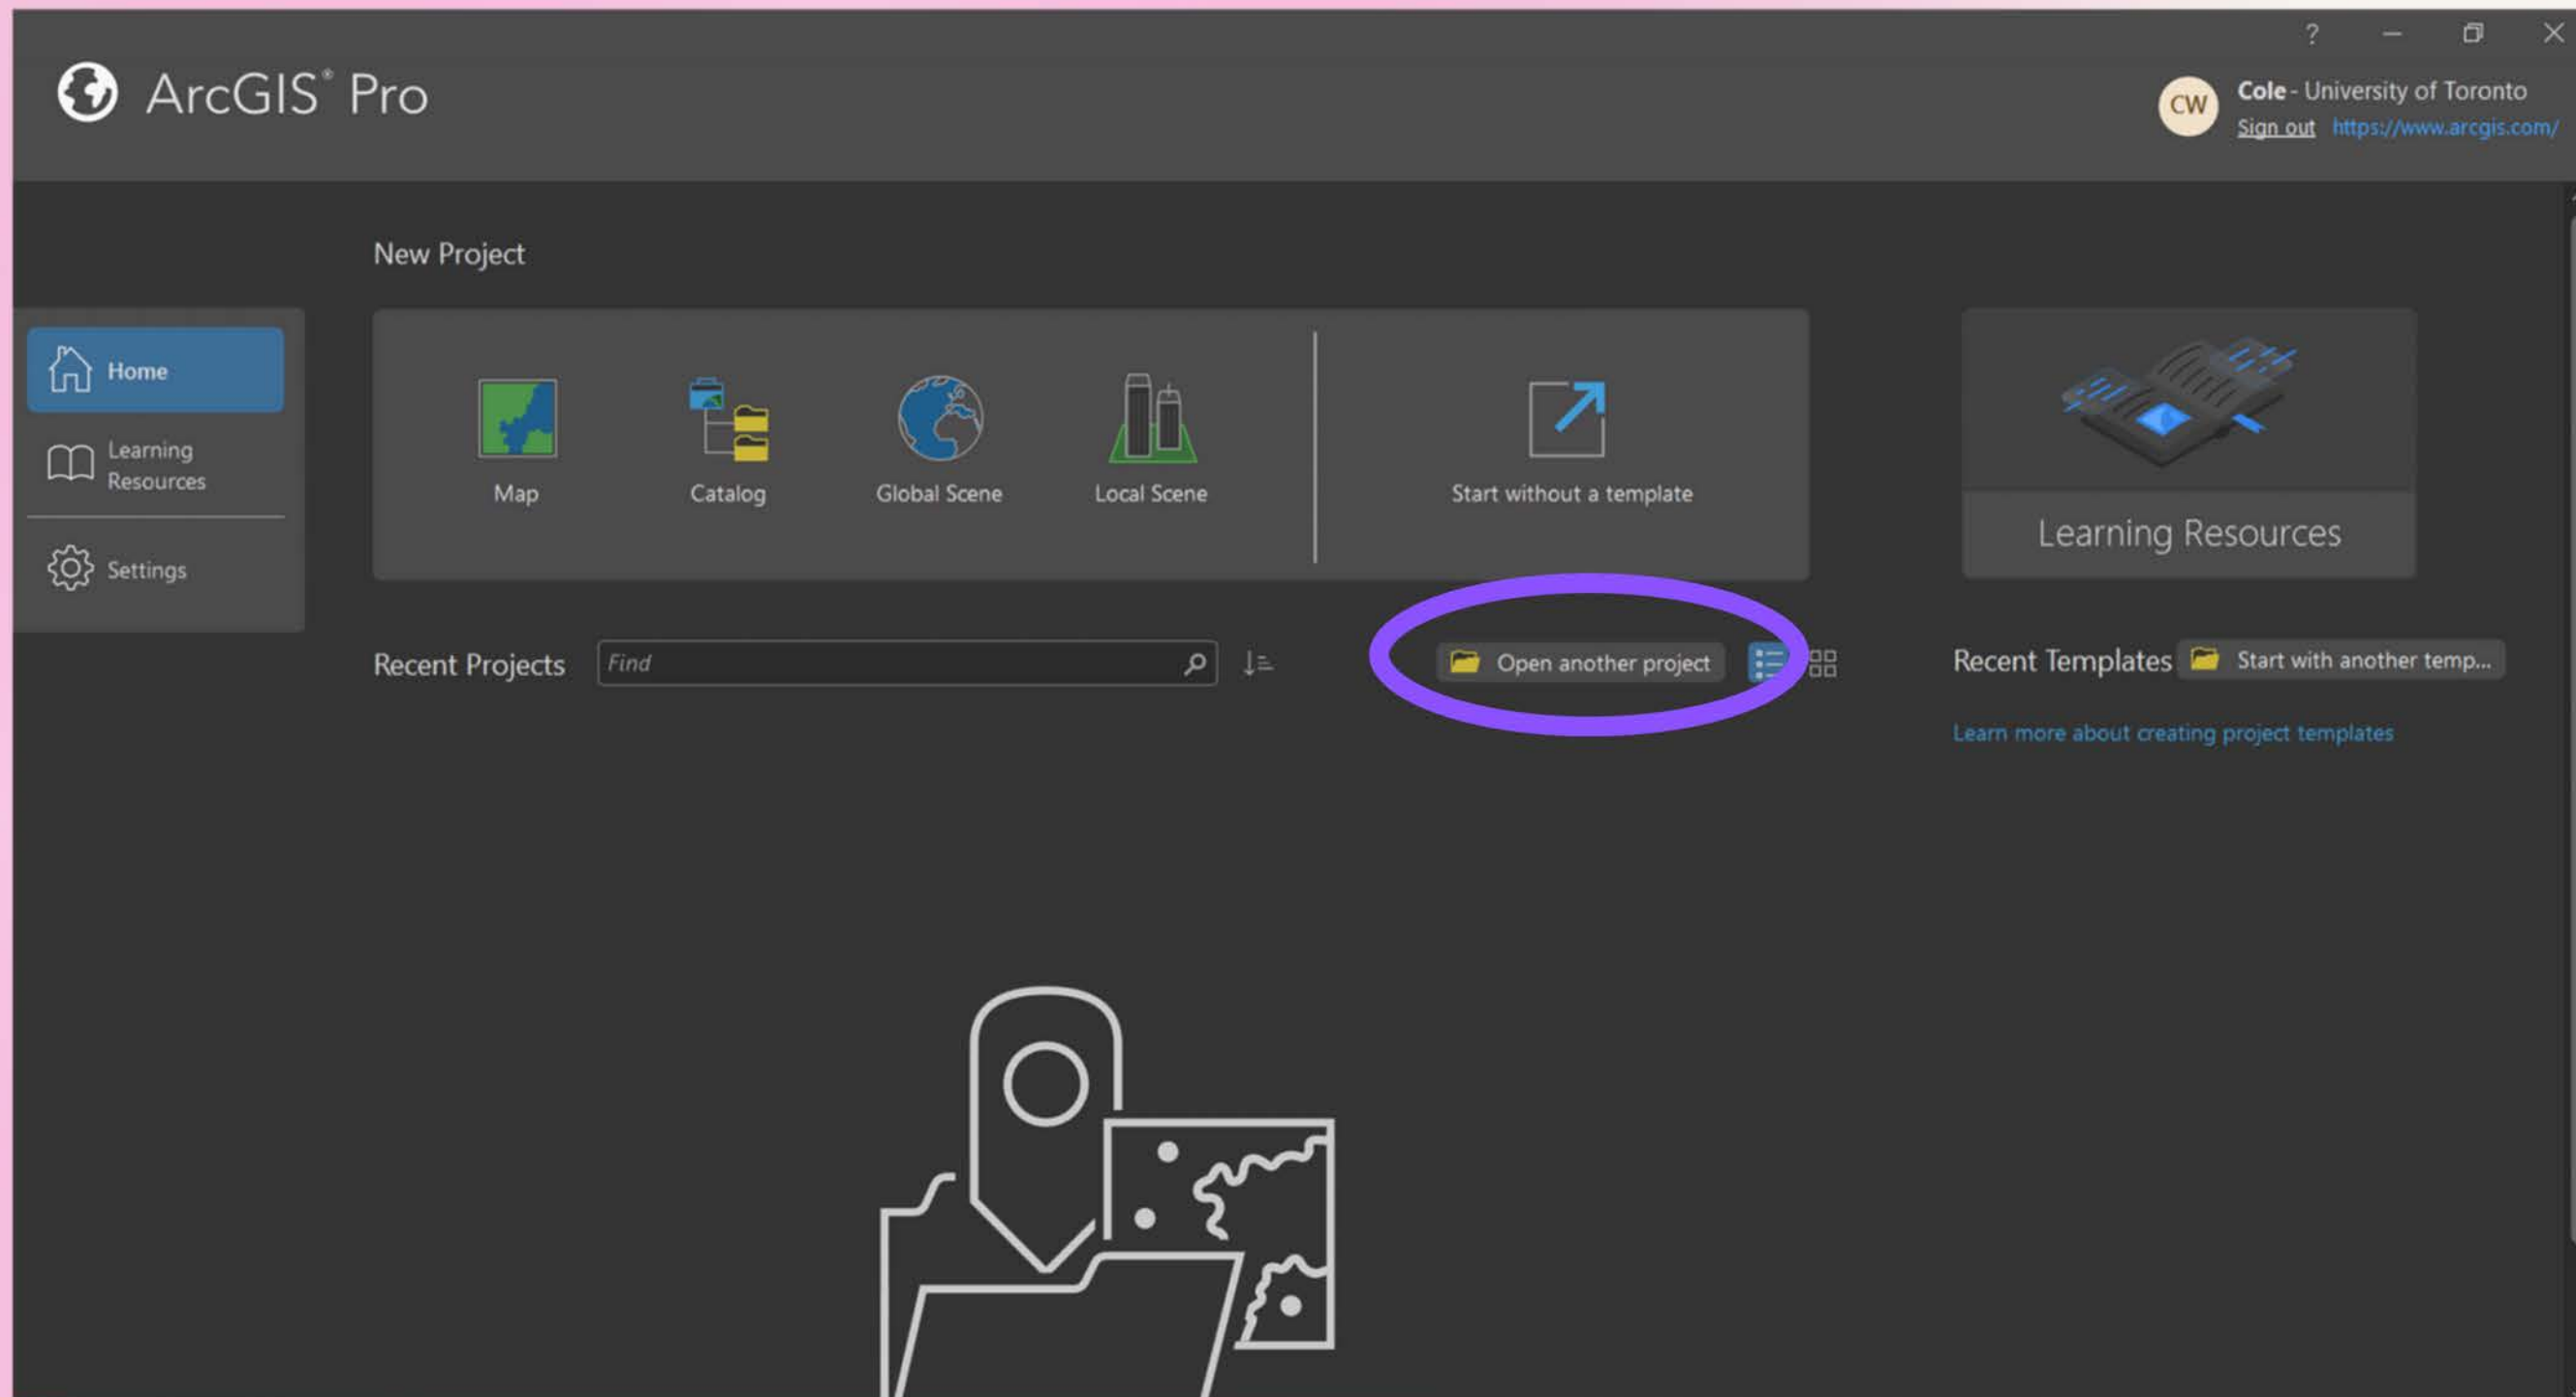 ?
ArcGIS® Pro
CW
Cole - University of Toronto
Sign out https://www.arcgis.com/
New Project
Home
Learning
Resources
Settings
Map
Catalog
Global Scene
Local Scene
Start without a template
Learning Resources
Recent Projects
Find
Open another project
Recent Templates
Start with another temp...
Learn more about creating project templates